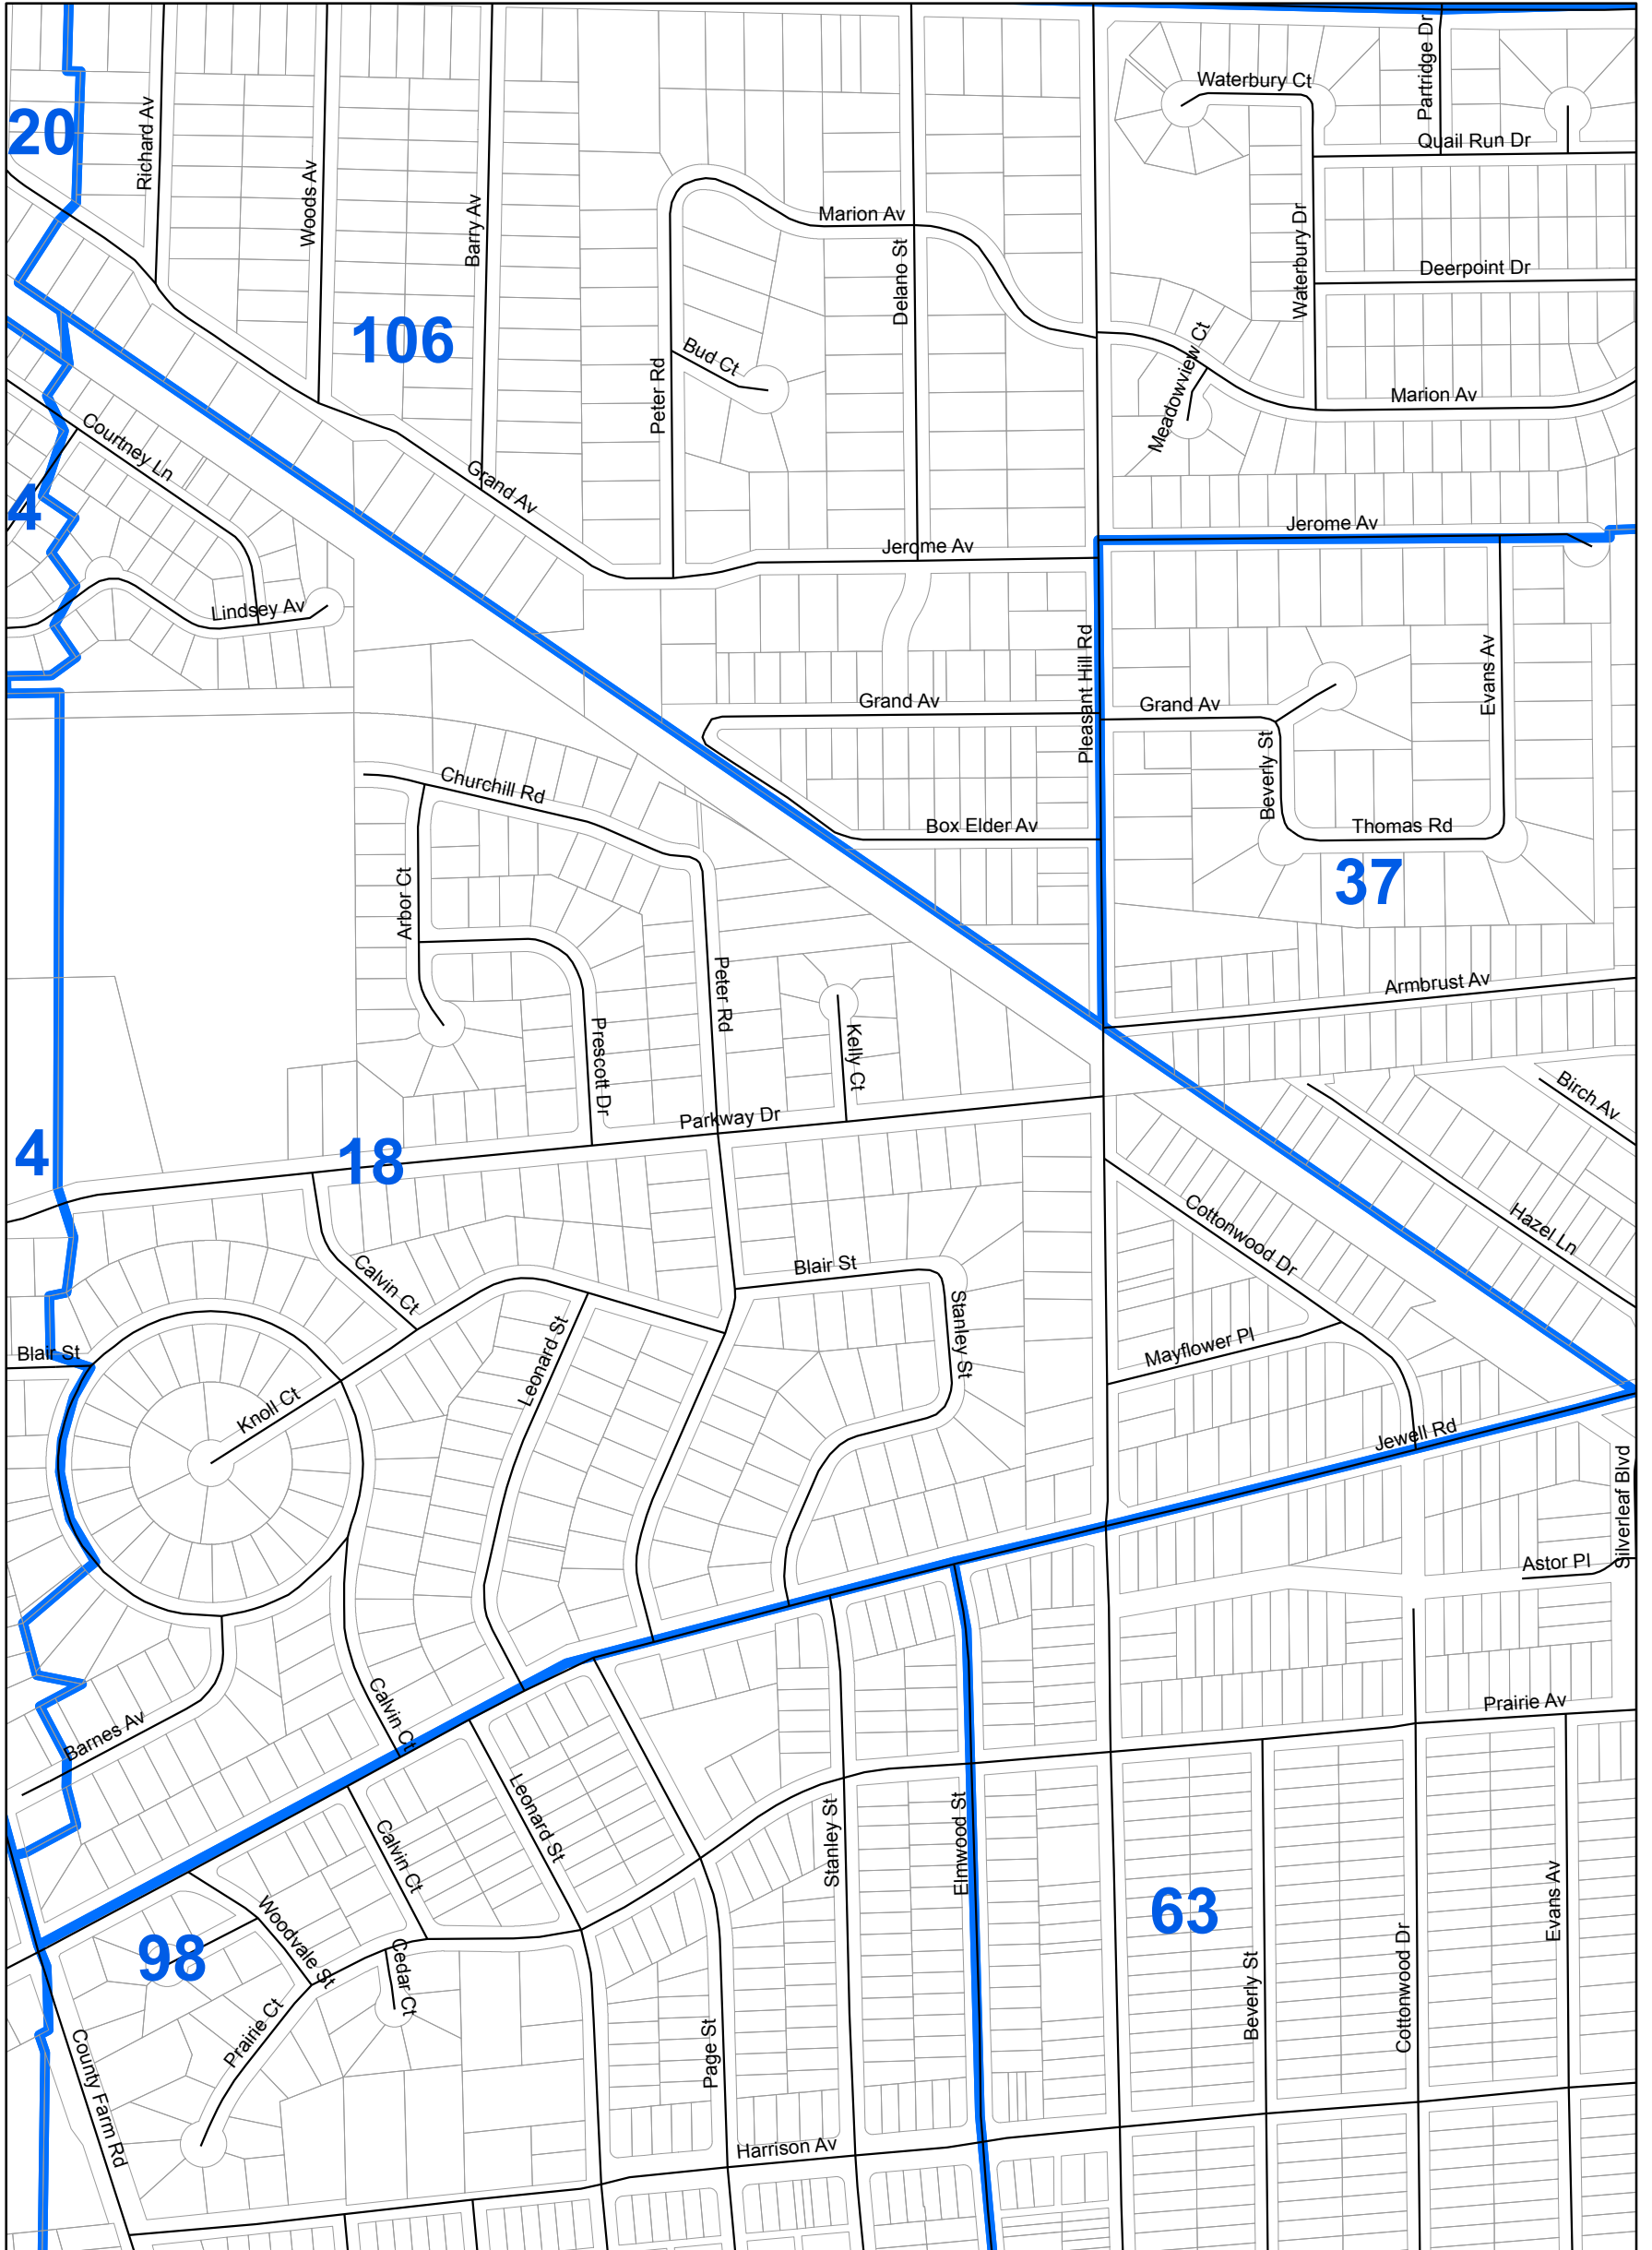 Waterbury Ct
Partridge Dr
20
Richard Av
Quail Run Dr
Woods Av
Barry Av
Marion Av
Waterbury Dr
Delano St
Deerpoint Dr
106
Bud Ct
Peter Rd
Meadowview Ct
Marion Av
Courtney Ln
Grand Av
4
Jerome Av
Jerome Av
Lindsey Av
Pleasant Hill Rd
Evans Av
Grand Av
Grand Av
Beverly St
Churchill Rd
Box Elder Av
Thomas Rd
37
Arbor Ct
Peter Rd
Armbrust Av
Prescott Dr
Kelly Ct
Birch Av
Parkway Dr
4
18
Cottonwood Dr
Hazel Ln
Calvin Ct
Blair St
Stanley St
Leonard St
Blair St
Mayflower Pl
Knoll Ct
Jewell Rd
Silverleaf Blvd
Astor Pl
Calvin Ct
Barnes Av
Prairie Av
Leonard St
Calvin Ct
Stanley St
Elmwood St
63
Evans Av
Woodvale St
98
Cedar Ct
Cottonwood Dr
Beverly St
Prairie Ct
Page St
County Farm Rd
Harrison Av